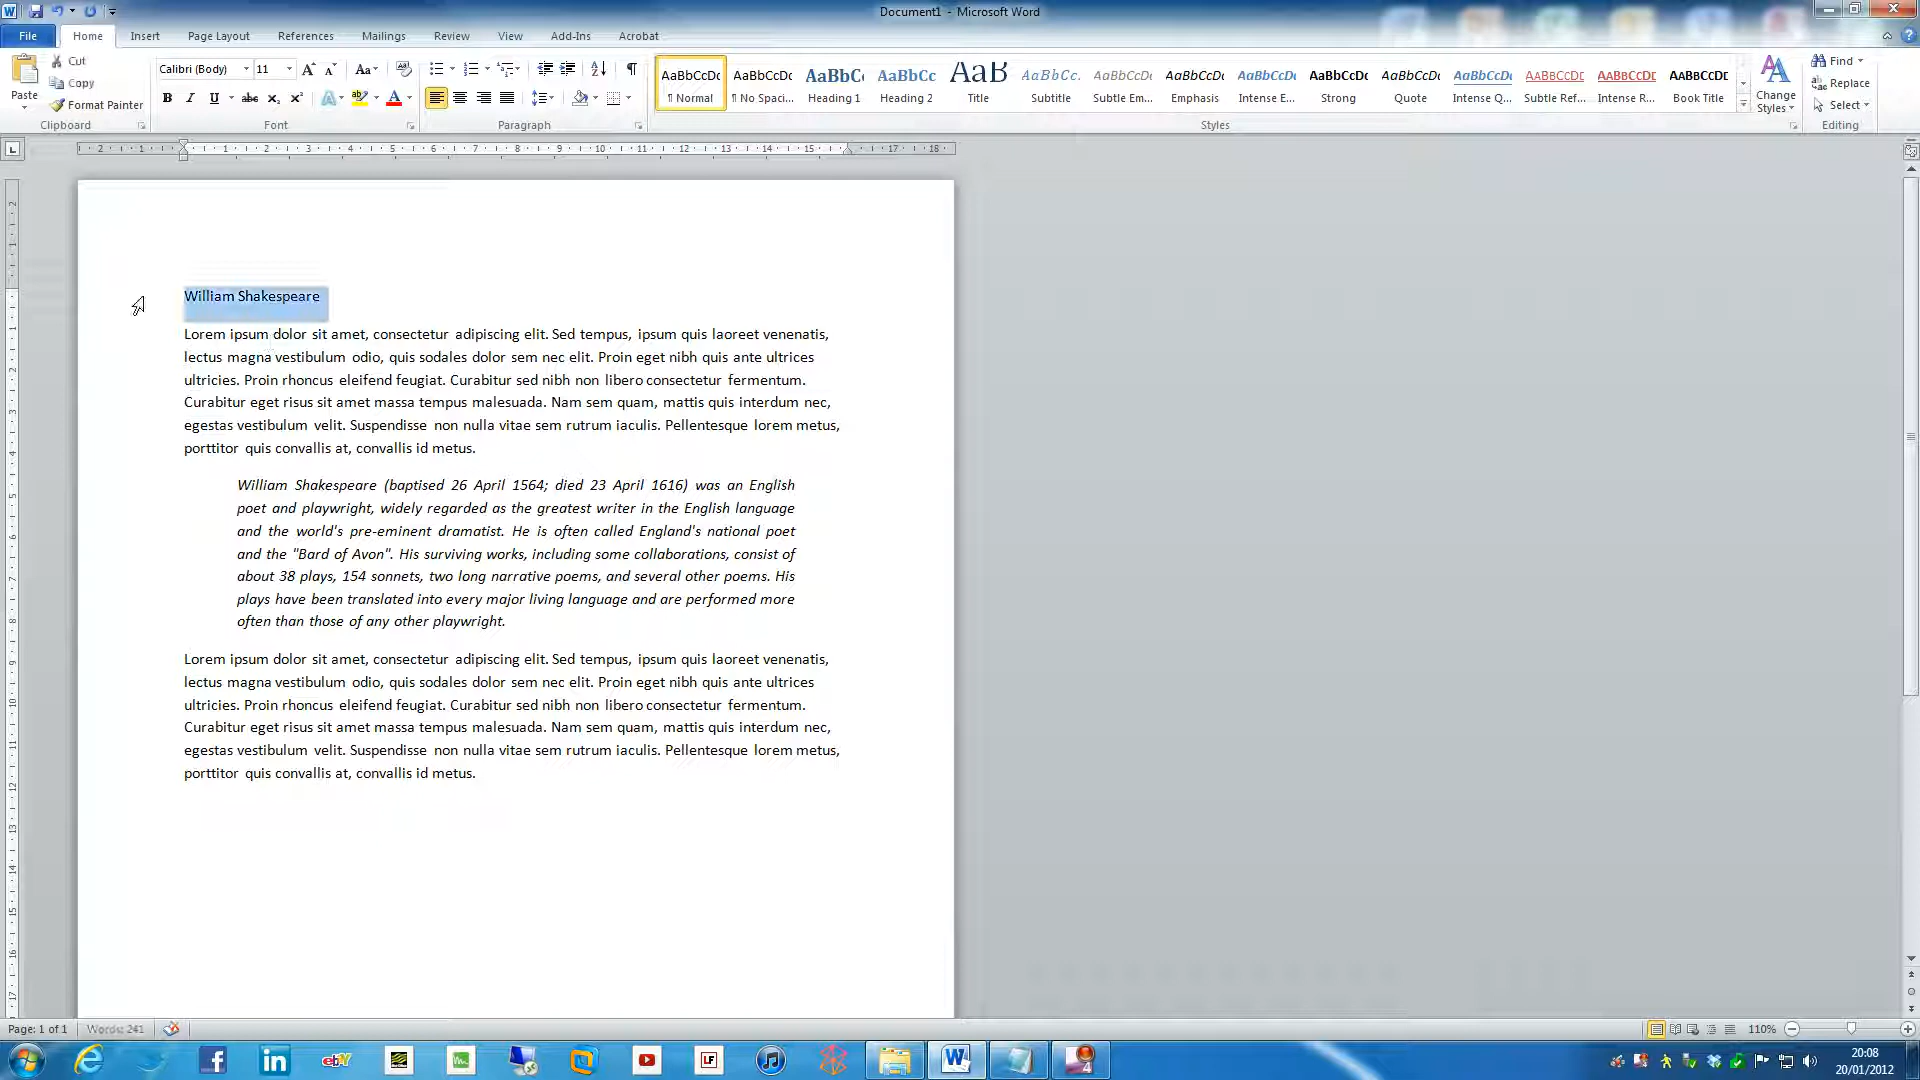 Document1 - Microsoft Word
File Home Insert Page Layout References Mailings Review View Add-Ins Acrobat
Paste
Cut
Copy
Format Painter
Clipboard
Calibri (Body) 11
Font
Paragraph
AaBbCcDc AaBbCcDc AaBbC AaBbCc AaB AaBbCc. AaBbCcDc AaBbCcDc AaBbCcDc AaBbCcDc AaBbCcDc AaBbCcDc AABBCCDE AABBCCDE AABBCCDE
¶ Normal ¶ No Spaci... Heading 1 Heading 2 Title Subtitle Subtle Em... Emphasis Intense E... Strong Quote Intense Q... Subtle Ref... Intense R... Book Title
Styles
Change Styles
Find
Replace
Select
Editing
William Shakespeare
Lorem ipsum dolor sit amet, consectetur adipiscing elit. Sed tempus, ipsum quis laoreet venenatis,
lectus magna vestibulum odio, quis sodales dolor sem nec elit. Proin eget nibh quis ante ultrices
ultricies. Proin rhoncus eleifend feugiat. Curabitur sed nibh non libero consectetur fermentum.
Curabitur eget risus sit amet massa tempus malesuada. Nam sem quam, mattis quis interdum nec,
egestas vestibulum velit. Suspendisse non nulla vitae sem rutrum iaculis. Pellentesque lorem metus,
porttitor quis convallis at, convallis id metus.
William Shakespeare (baptised 26 April 1564; died 23 April 1616) was an English
poet and playwright, widely regarded as the greatest writer in the English language
and the world's pre-eminent dramatist. He is often called England's national poet
and the "Bard of Avon". His surviving works, including some collaborations, consist of
about 38 plays, 154 sonnets, two long narrative poems, and several other poems. His
plays have been translated into every major living language and are performed more
often than those of any other playwright.
Lorem ipsum dolor sit amet, consectetur adipiscing elit. Sed tempus, ipsum quis laoreet venenatis,
lectus magna vestibulum odio, quis sodales dolor sem nec elit. Proin eget nibh quis ante ultrices
ultricies. Proin rhoncus eleifend feugiat. Curabitur sed nibh non libero consectetur fermentum.
Curabitur eget risus sit amet massa tempus malesuada. Nam sem quam, mattis quis interdum nec,
egestas vestibulum velit. Suspendisse non nulla vitae sem rutrum iaculis. Pellentesque lorem metus,
porttitor quis convallis at, convallis id metus.
Page: 1 of 1 Words: 241
110%
20:08
20/01/2012